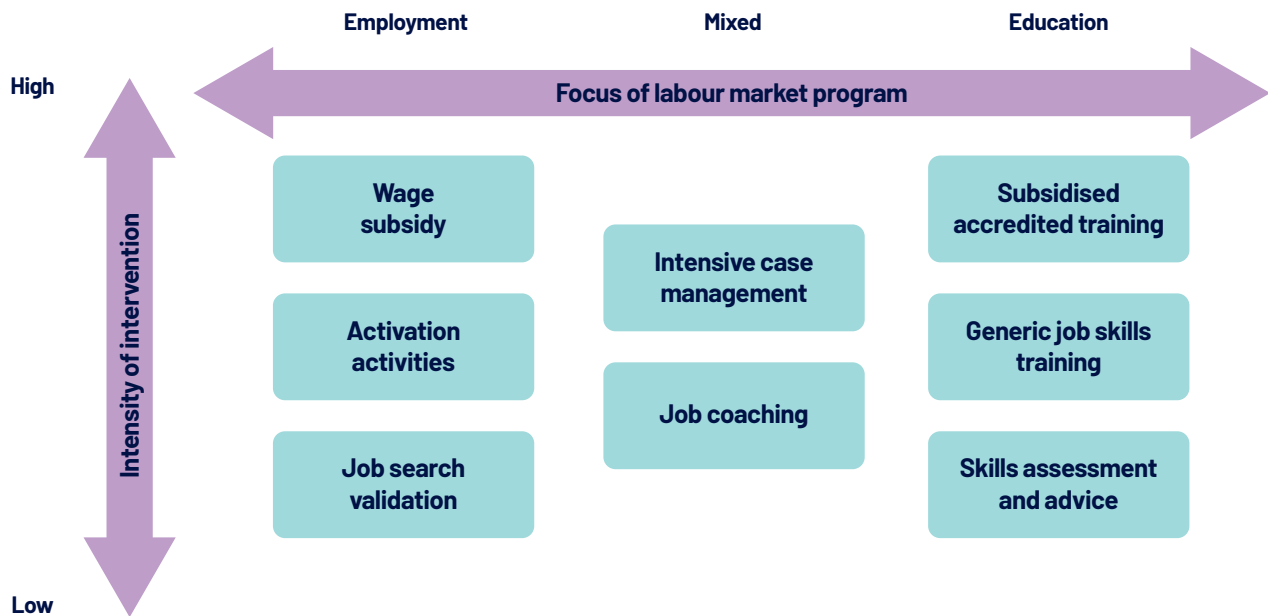 Employment
Mixed
Education
High
Focus of labour market program
Intensity of intervention
Wage
subsidy
Subsidised
accredited training
Intensive case
management
Activation
activities
Generic job skills
training
Job coaching
Job search
validation
Skills assessment
and advice
Low